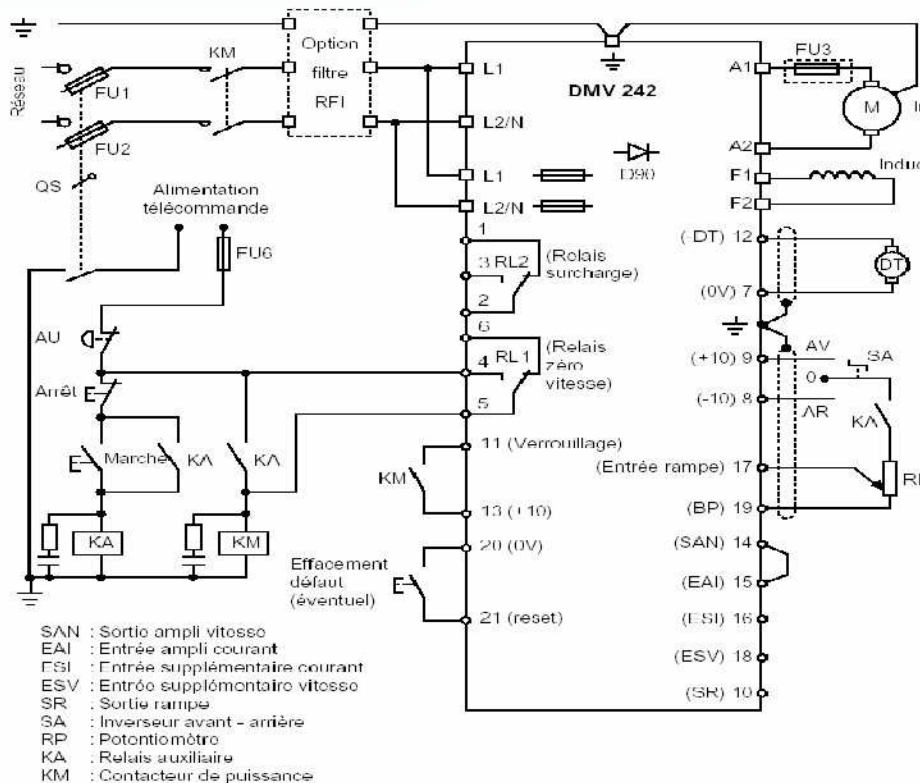 Réseau
FU1
FU2
KM
Option
filtre
RFI
QS
Alimentation
télécommande
FU6
AU
Arrêt
Marche
KA
KA
KA
KM
L1
L2/N
L1
L2/N
DMV 242
D90
A1
A2
F1
F2
FU3
M
1
3
RL2
2
(Relais
surcharge)
6
4
RL1
5
(Relais
zéro
vitesse)
KM
11 (Verrouillage)
13 (+10)
Effacement
défaut
(éventuel)
20 (0V)
21 (reset)
(-DT) 12
(0V) 7
DT
(+10) 9
(-10) 8
AV
0
AR
SA
KA
(Entrée rampe) 17
(BP) 19
(SAN) 14
(EAI) 15
(ESI) 16
(ESV) 18
(SR) 10
SAN : Sortie ampli vitesse
EAI : Entrée ampli courant
ESI : Entrée supplémentaire courant
ESV : Entrée supplémentaire vitesse
SR : Sortie rampe
SA : Inverseur avant - arrière
RP : Potentiomètre
KA : Relais auxiliaire
KM : Contacteur de puissance